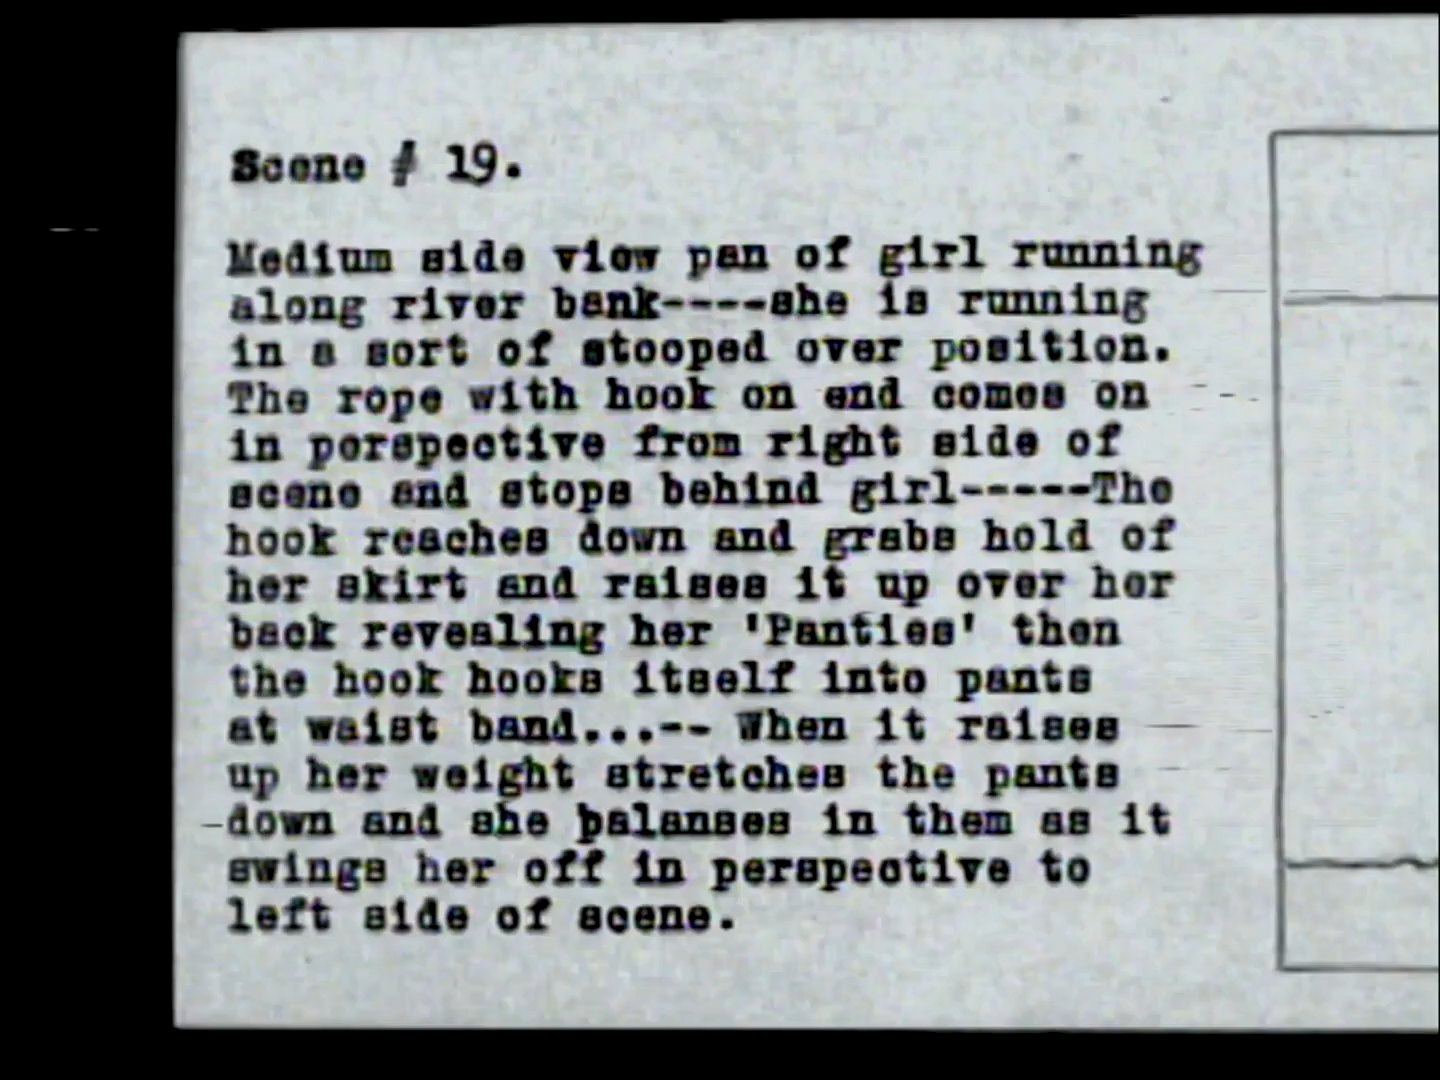 Scene # 19.
Medium side view pan of girl running
along river bank----she is running
in a sort of stooped over position.
The rope with hook on end comes on
in perspective from right side of
scene and stops behind girl-----The
hook reaches down and grabs hold of
her skirt and raises it up over her
back revealing her 'Panties' then
the hook hooks itself into pants
at waist band...-- When it raises
up her weight stretches the pants
down and she balanses in them as it
swings her off in perspective to
left side of scene.